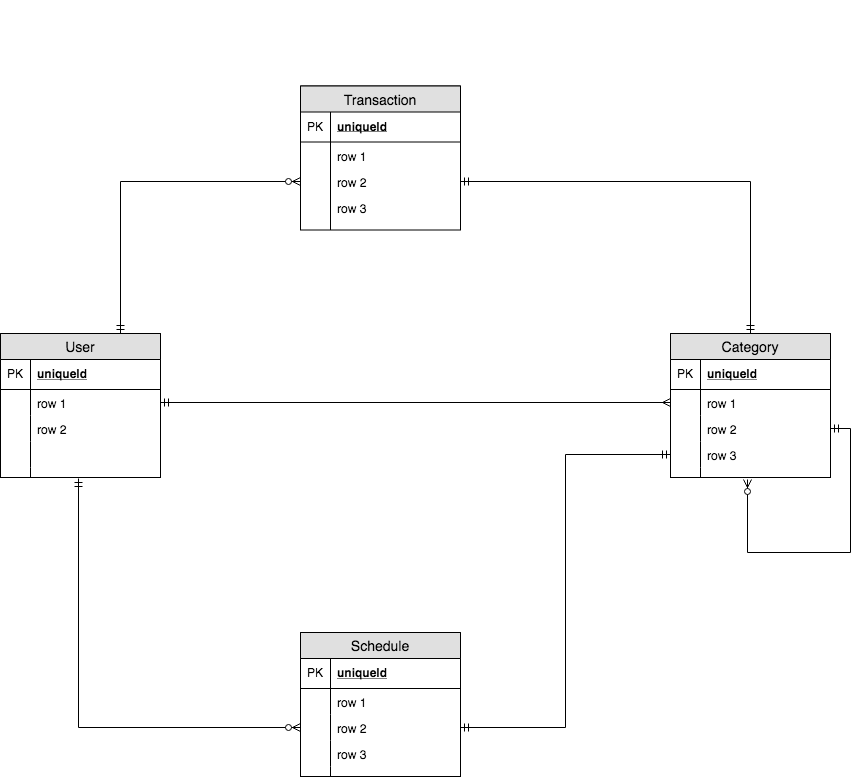 Transaction
PK uniqueId
row 1
row 2
row 3
User
PK uniqueId
row 1
row 2
Category
PK uniqueId
row 1
row 2
row 3
Schedule
PK uniqueId
row 1
row 2
row 3